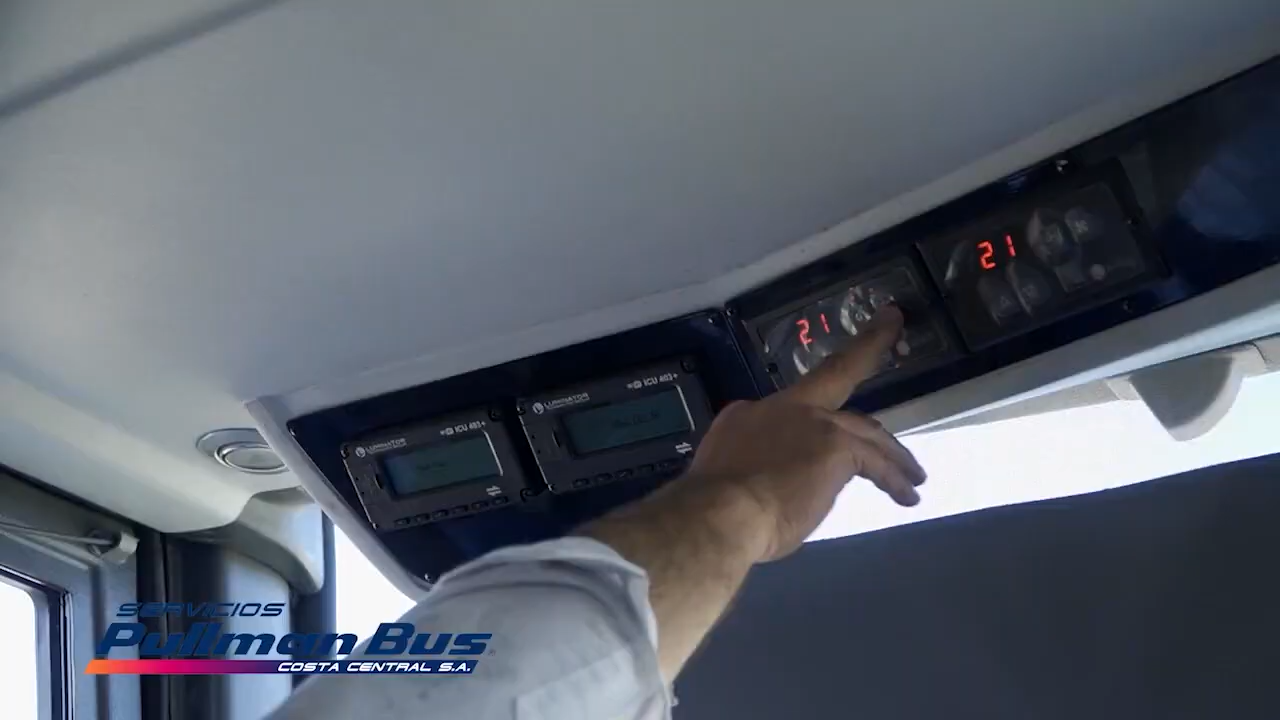 21
21
LUMINATOR
ICU 403+
LUMINATOR
ICU 403+
SERVICIOS
Pullman Bus
COSTA CENTRAL S.A.